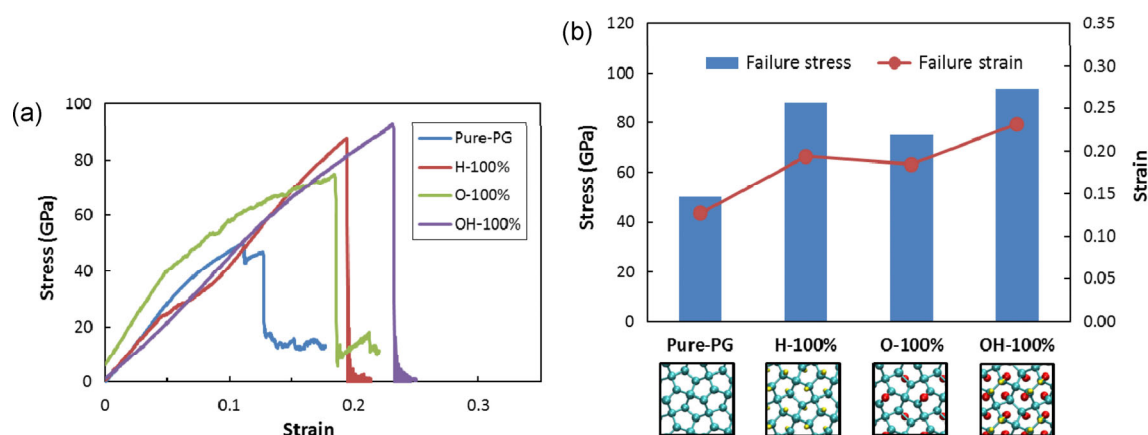 (a)
Stress (GPa)
100
80
60
40
20
0
0
0.1
0.2
0.3
Strain
Pure-PG
H-100%
O-100%
OH-100%
(b)
Stress (GPa)
120
100
80
60
40
20
0
Failure stress
Failure strain
0.35
0.30
0.25
0.20
0.15
0.10
0.05
0.00
Strain
Pure-PG
H-100%
O-100%
OH-100%